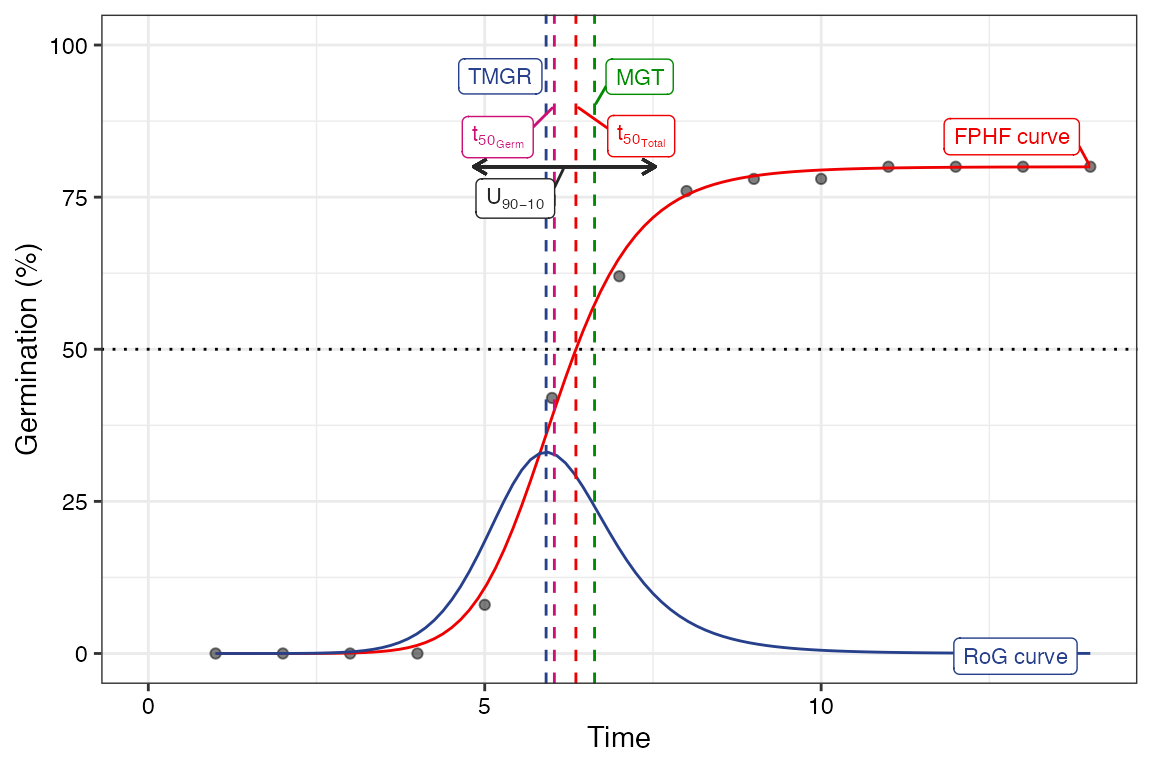 100
TMGR
MGT
t50Germ
t50Total
FPHF curve
U90−10
75
50
25
0
RoG curve
0
5
10
Time
Germination (%)